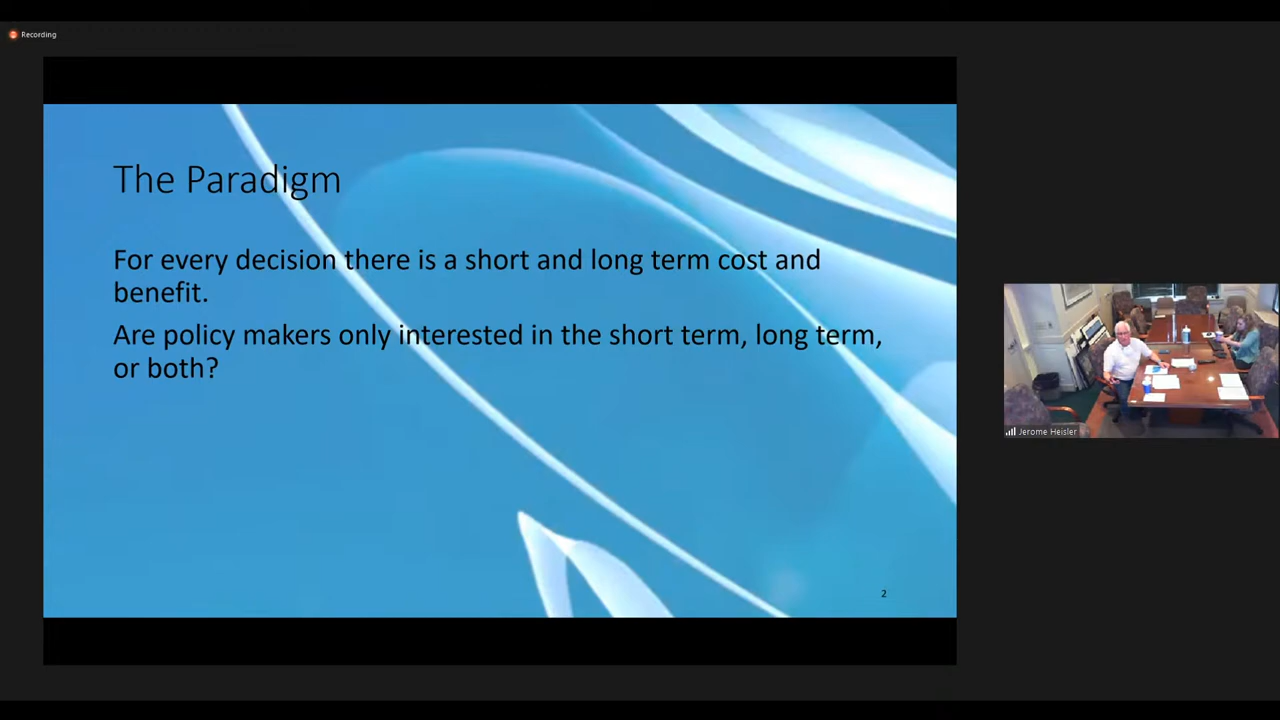 Recording
The Paradigm
For every decision there is a short and long term cost and
benefit.
Are policy makers only interested in the short term, long term,
or both?
2
Jerome Heisler